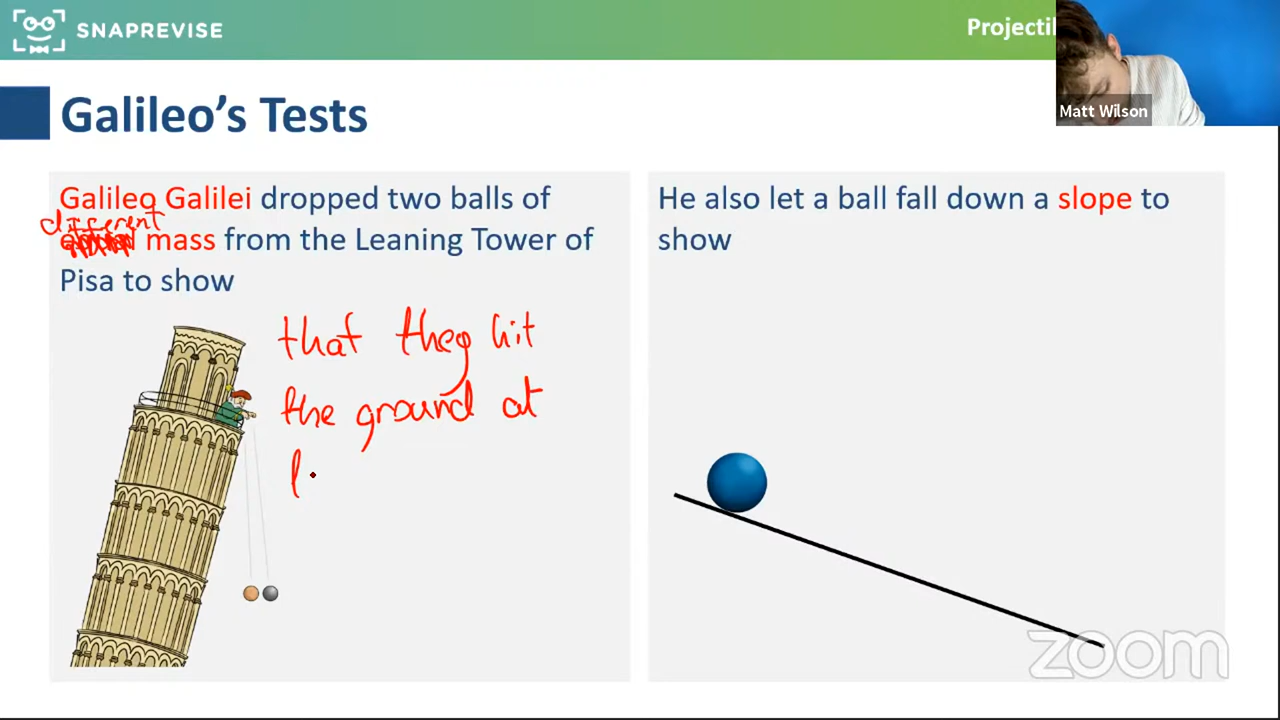 SNAPREVISE
Projectil
Matt Wilson
Galileo's Tests
Galileo Galilei dropped two balls of
different
equal mass from the Leaning Tower of
Pisa to show
that they hit
the ground at
He also let a ball fall down a slope to
show
zoom